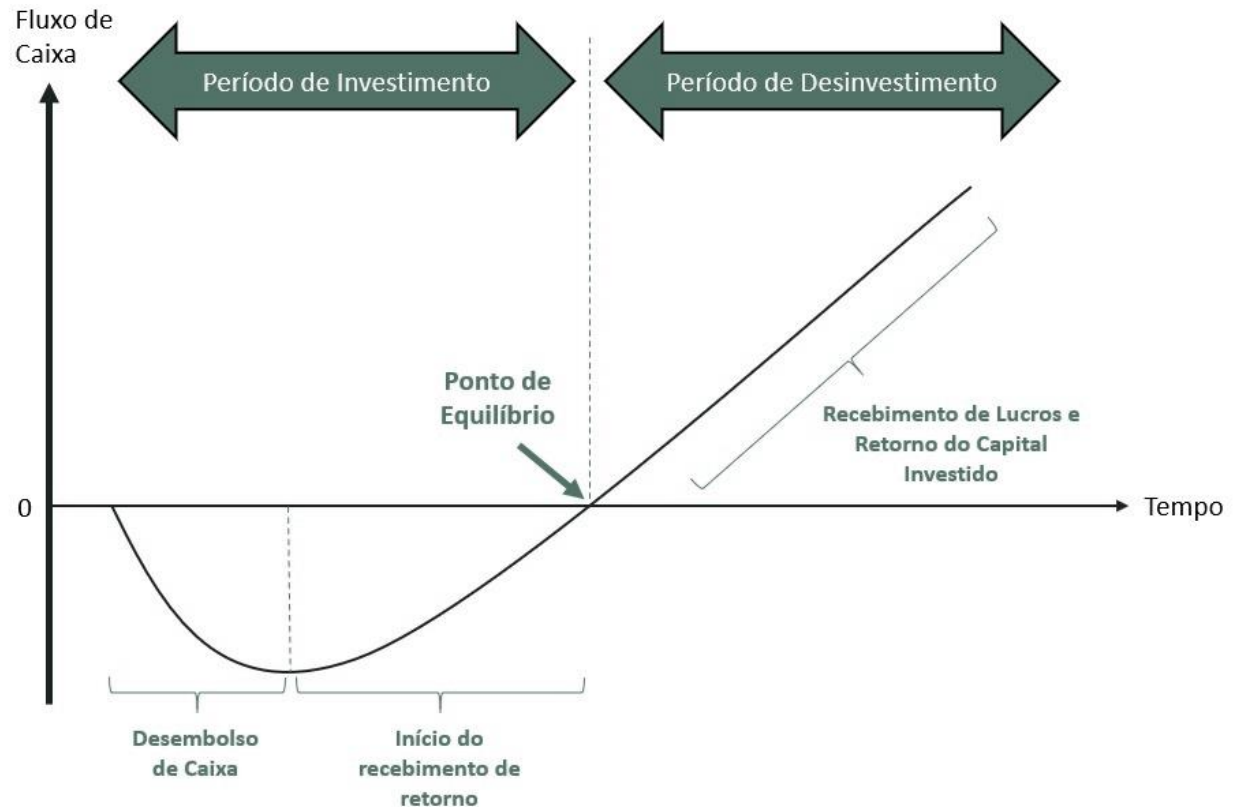 Fluxo de
Caixa
Período de Investimento
Período de Desinvestimento
Ponto de
Equilíbrio
Recebimento de Lucros e
Retorno do Capital
Investido
0
Tempo
Desembolso
de Caixa
Início do
recebimento de
retorno